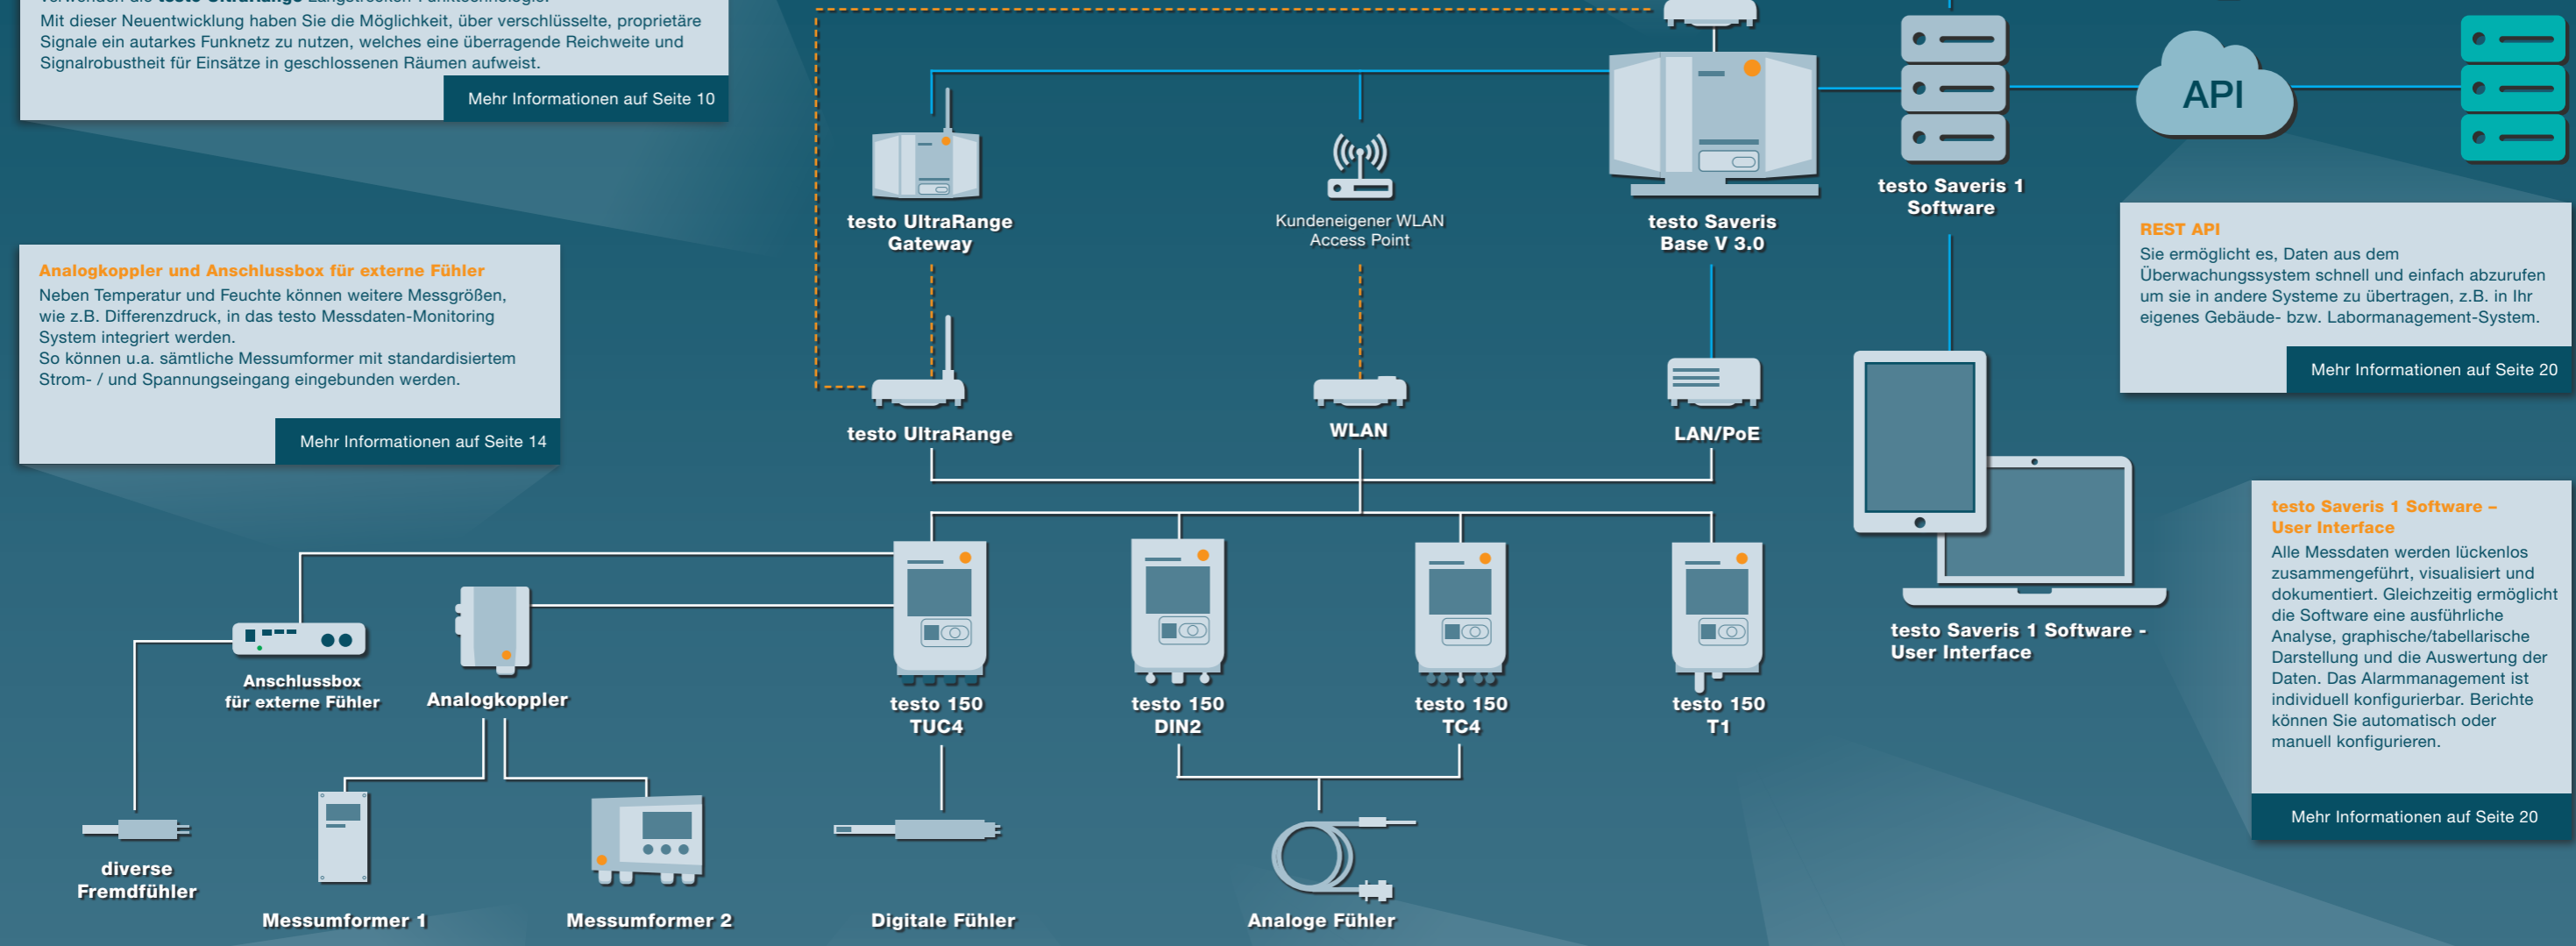 Mit dieser Neuentwicklung haben Sie die Möglichkeit, über verschlüsselte, proprietäre
Signale ein autarkes Funknetz zu nutzen, welches eine überragende Reichweite und
Signalrobustheit für Einsätze in geschlossenen Räumen aufweist.
Mehr Informationen auf Seite 10
API
testo UltraRange
Gateway
Kundeneigener WLAN
Access Point
testo Saveris
Base V 3.0
testo Saveris 1
Software
REST API
Sie ermöglicht es, Daten aus dem
Überwachungssystem schnell und einfach abzurufen
um sie in andere Systeme zu übertragen, z.B. in Ihr
eigenes Gebäude- bzw. Labormanagement-System.
Mehr Informationen auf Seite 20
Analogkoppler und Anschlussbox für externe Fühler
Neben Temperatur und Feuchte können weitere Messgrößen,
wie z.B. Differenzdruck, in das testo Messdaten-Monitoring
System integriert werden.
So können u.a. sämtliche Messumformer mit standardisiertem
Strom- / und Spannungseingang eingebunden werden.
Mehr Informationen auf Seite 14
testo UltraRange
WLAN
LAN/PoE
testo Saveris 1 Software –
User Interface
Alle Messdaten werden lückenlos
zusammengeführt, visualisiert und
dokumentiert. Gleichzeitig ermöglicht
die Software eine ausführliche
Analyse, graphische/tabellarische
Darstellung und die Auswertung der
Daten. Das Alarmmanagement ist
individuell konfigurierbar. Berichte
können Sie automatisch oder
manuell konfigurieren.
Mehr Informationen auf Seite 20
testo Saveris 1 Software -
User Interface
Anschlussbox
für externe Fühler
Analogkoppler
testo 150
TUC4
testo 150
DIN2
testo 150
TC4
testo 150
T1
diverse
Fremdfühler
Messumformer 1
Messumformer 2
Digitale Fühler
Analoge Fühler